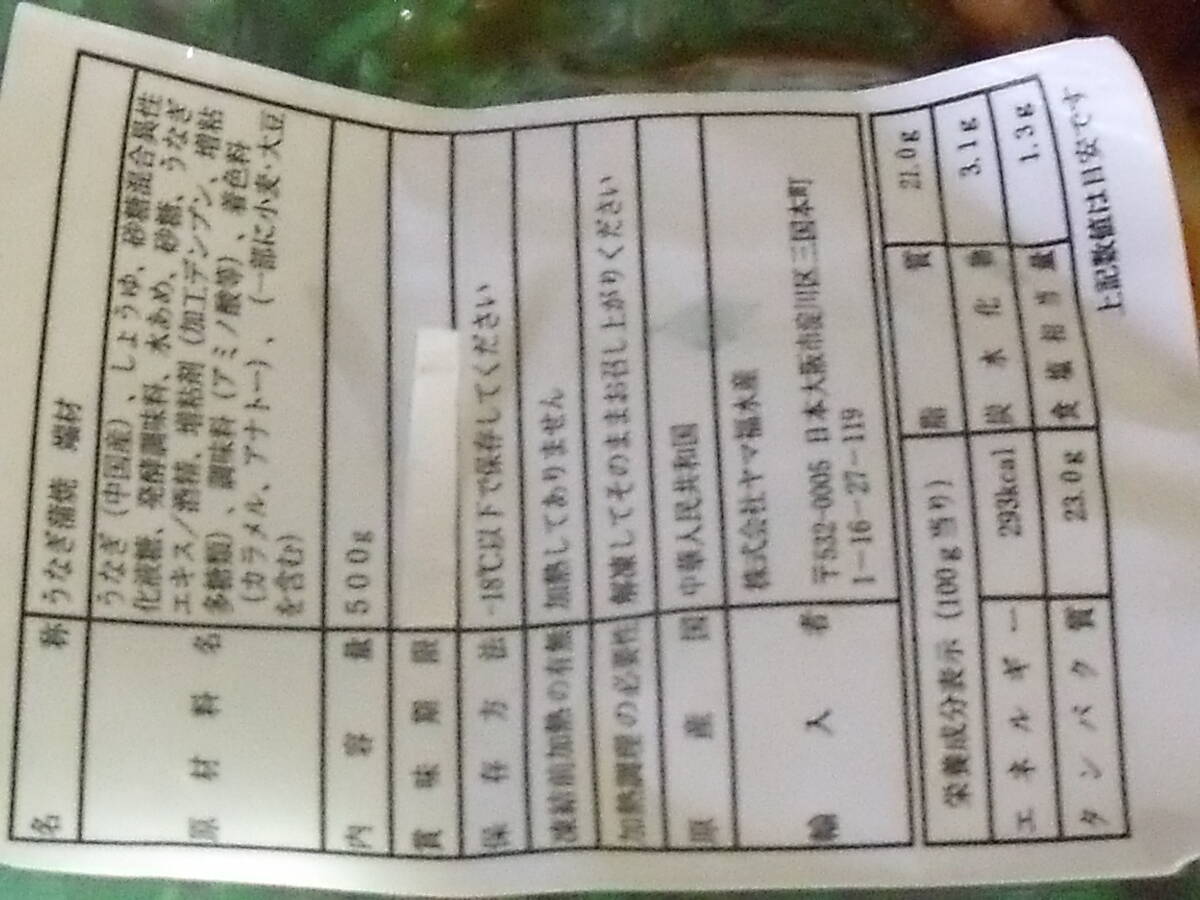 名称 うなぎ蒲焼 端材
原材料名 うなぎ(中国産)、しょうゆ、砂糖混合異性
化液糖、発酵調味料、水あめ、砂糖、うなぎ
エキス/酒精、増粘剤(加工デンプン、増粘
多糖類)、調味料(アミノ酸等)、着色料
(カラメル、アナトー)、(一部に小麦・大豆
を含む)
内容量 500g
賞味期限
保存方法 -18℃以下で保存してください
凍結前加熱の有無 加熱してありません
加熱調理の必要性 解凍してそのままお召し上がりください
原産国 中華人民共和国
輸入者 株式会社ヤマ福水産
〒532-0005 日本大阪市淀川区三国本町
1-16-27-119
栄養成分表示(100g当り) 脂質 21.0g
エネルギー 293kcal 炭水化物 3.1g
タンパク質 23.0g 食塩相当量 1.3g
上記数値は目安です